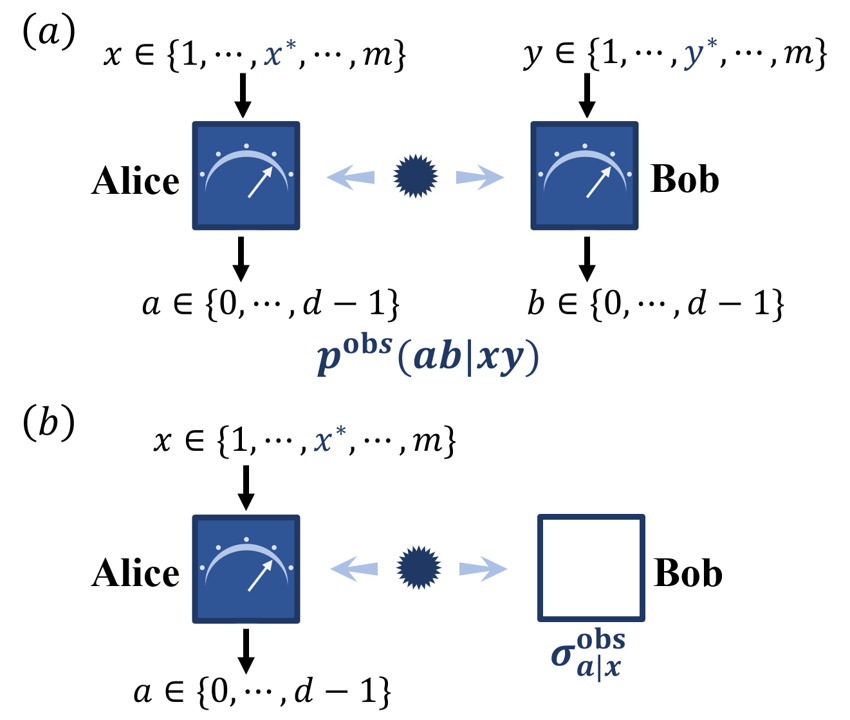 (a)
x ∈ {1, ⋯, x*, ⋯, m} y ∈ {1, ⋯, y*, ⋯, m}
Alice Bob
a ∈ {0, ⋯, d − 1} b ∈ {0, ⋯, d − 1}
p^obs(ab|xy)
(b)
x ∈ {1, ⋯, x*, ⋯, m}
Alice Bob
σ^obs_a|x
a ∈ {0, ⋯, d − 1}